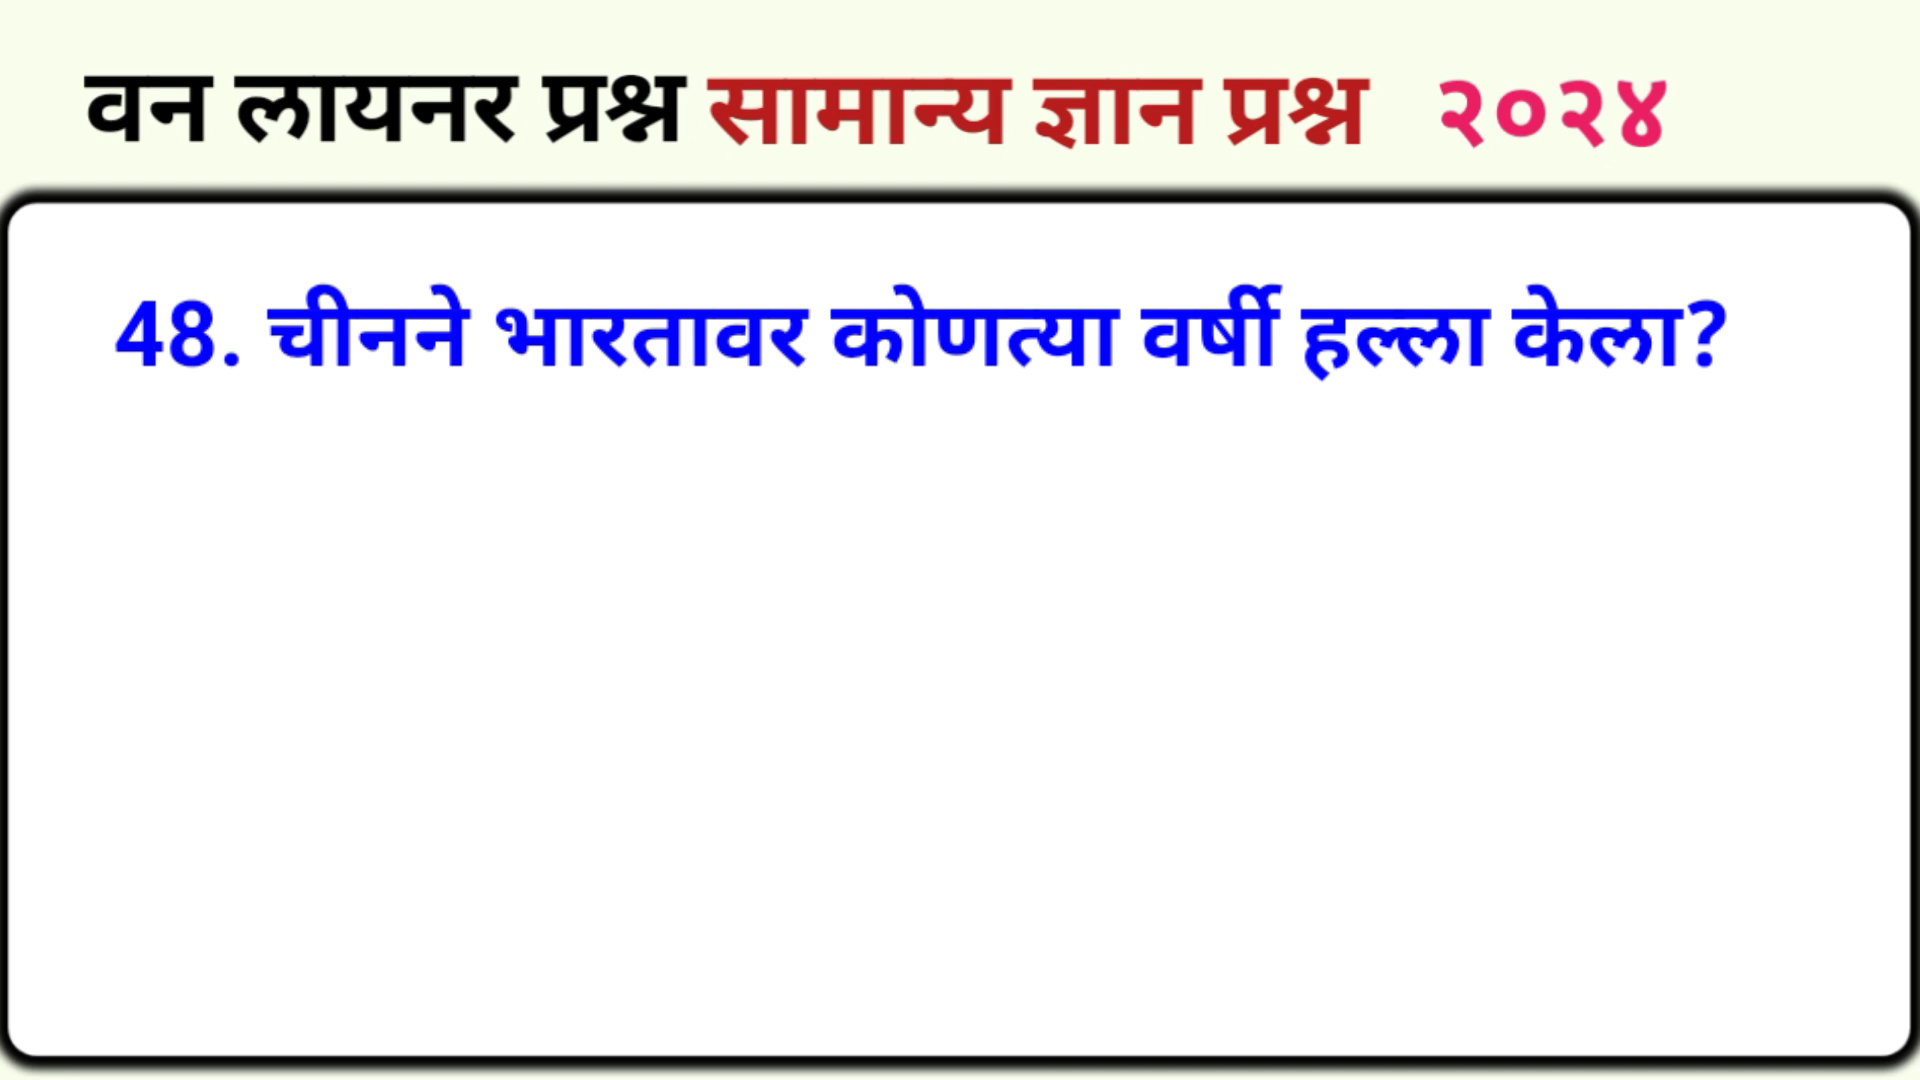 वन लायनर प्रश्न सामान्य ज्ञान प्रश्न २०२४
48. चीनने भारतावर कोणत्या वर्षी हल्ला केला?